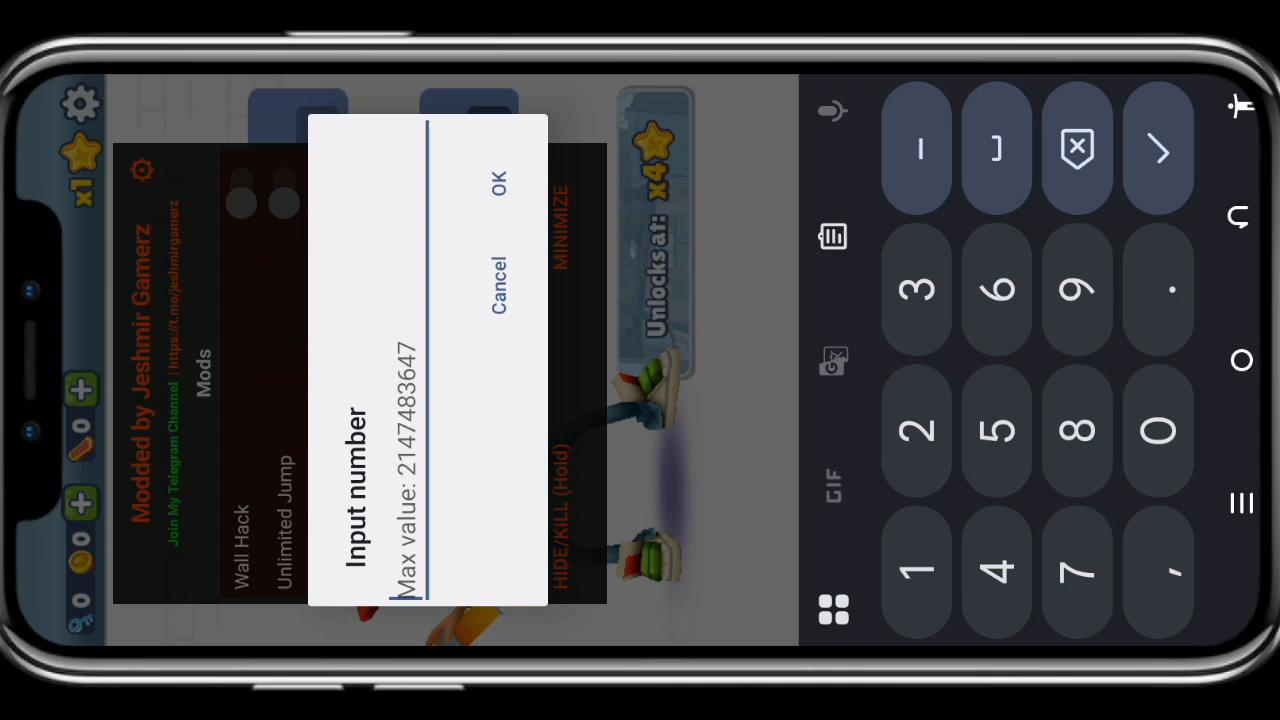 x1
0
0
0
Modded by Jeshmir Gamerz
Join My Telegram Channel | https://t.me/jeshmirgamerz
Mods
Wall Hack
Unlimited Jump
Input number
Max value: 2147483647
Cancel OK
HIDE/KILL (Hold) MINIMIZE
Unlocks at: x4
GIF
1 2 3 -
4 5 6
7 8 9
, 0 .